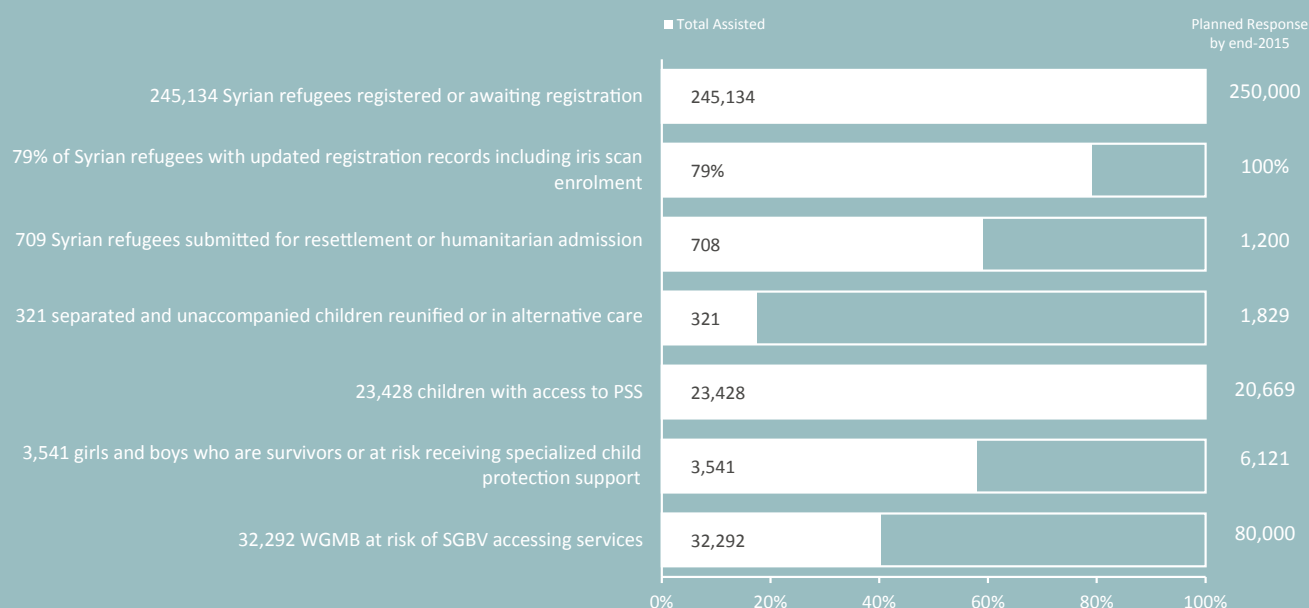 Total Assisted
Planned Response
by end-2015
245,134 Syrian refugees registered or awaiting registration
245,134
250,000
79% of Syrian refugees with updated registration records including iris scan
enrolment
79%
100%
709 Syrian refugees submitted for resettlement or humanitarian admission
708
1,200
321 separated and unaccompanied children reunified or in alternative care
321
1,829
23,428 children with access to PSS
23,428
20,669
3,541 girls and boys who are survivors or at risk receiving specialized child
protection support
3,541
6,121
32,292 WGMB at risk of SGBV accessing services
32,292
80,000
0% 20% 40% 60% 80% 100%